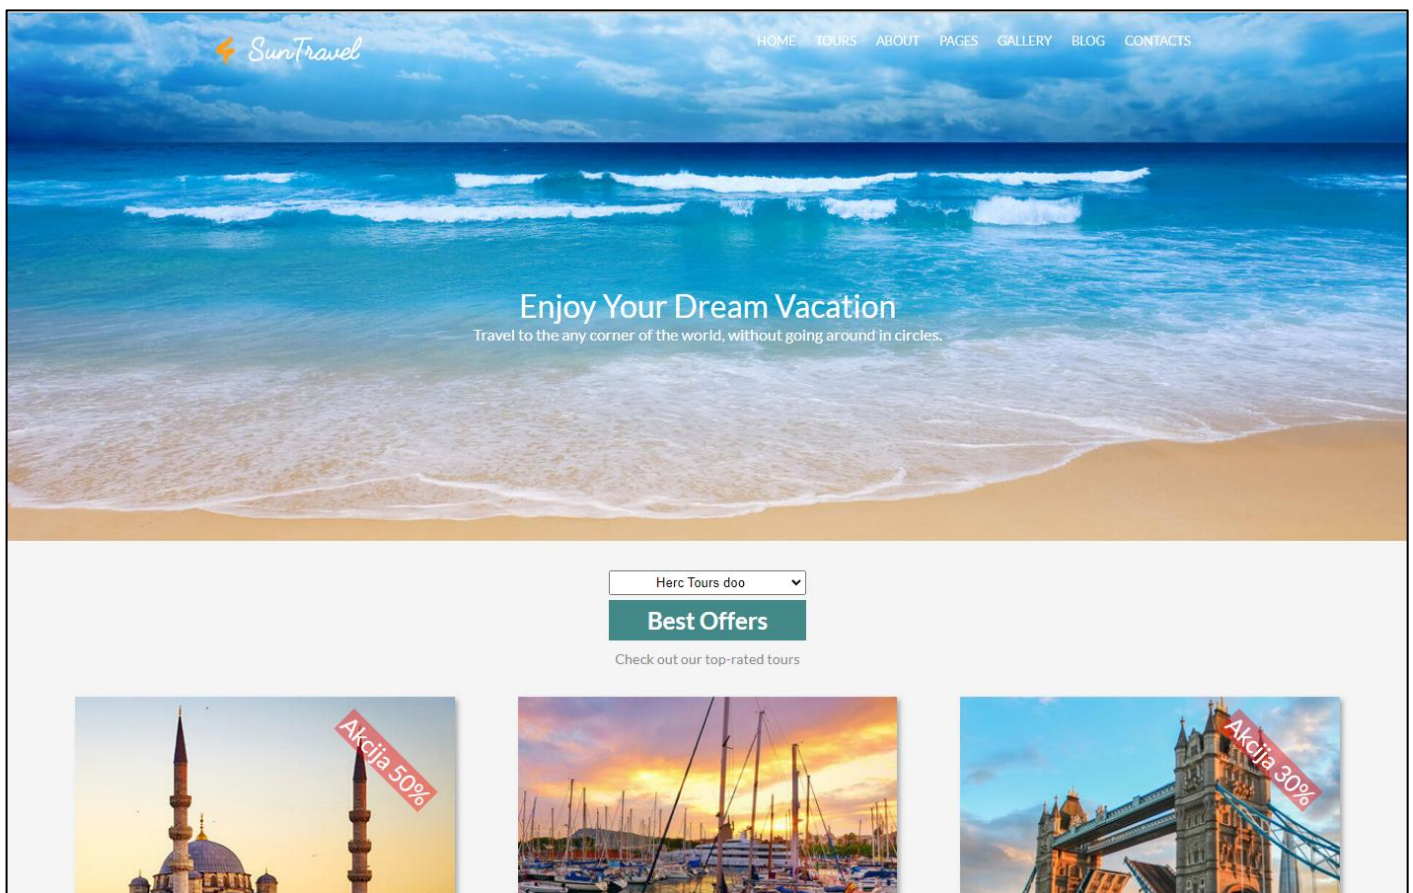 SunTravel
HOME TOURS ABOUT PAGES GALLERY BLOG CONTACTS
Enjoy Your Dream Vacation
Travel to the any corner of the world, without going around in circles.
Herc Tours doo
Best Offers
Check out our top-rated tours
Akcija 50%
Akcija 30%